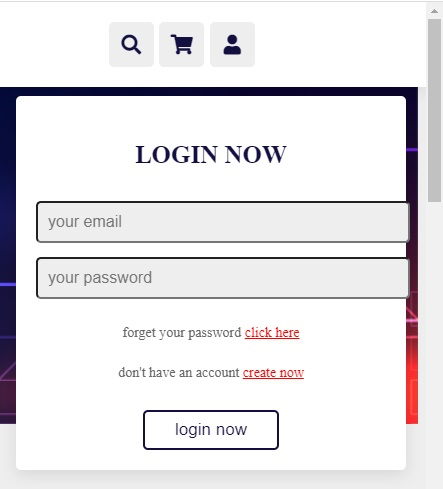 LOGIN NOW
your email
your password
forget your password click here
don't have an account create now
login now